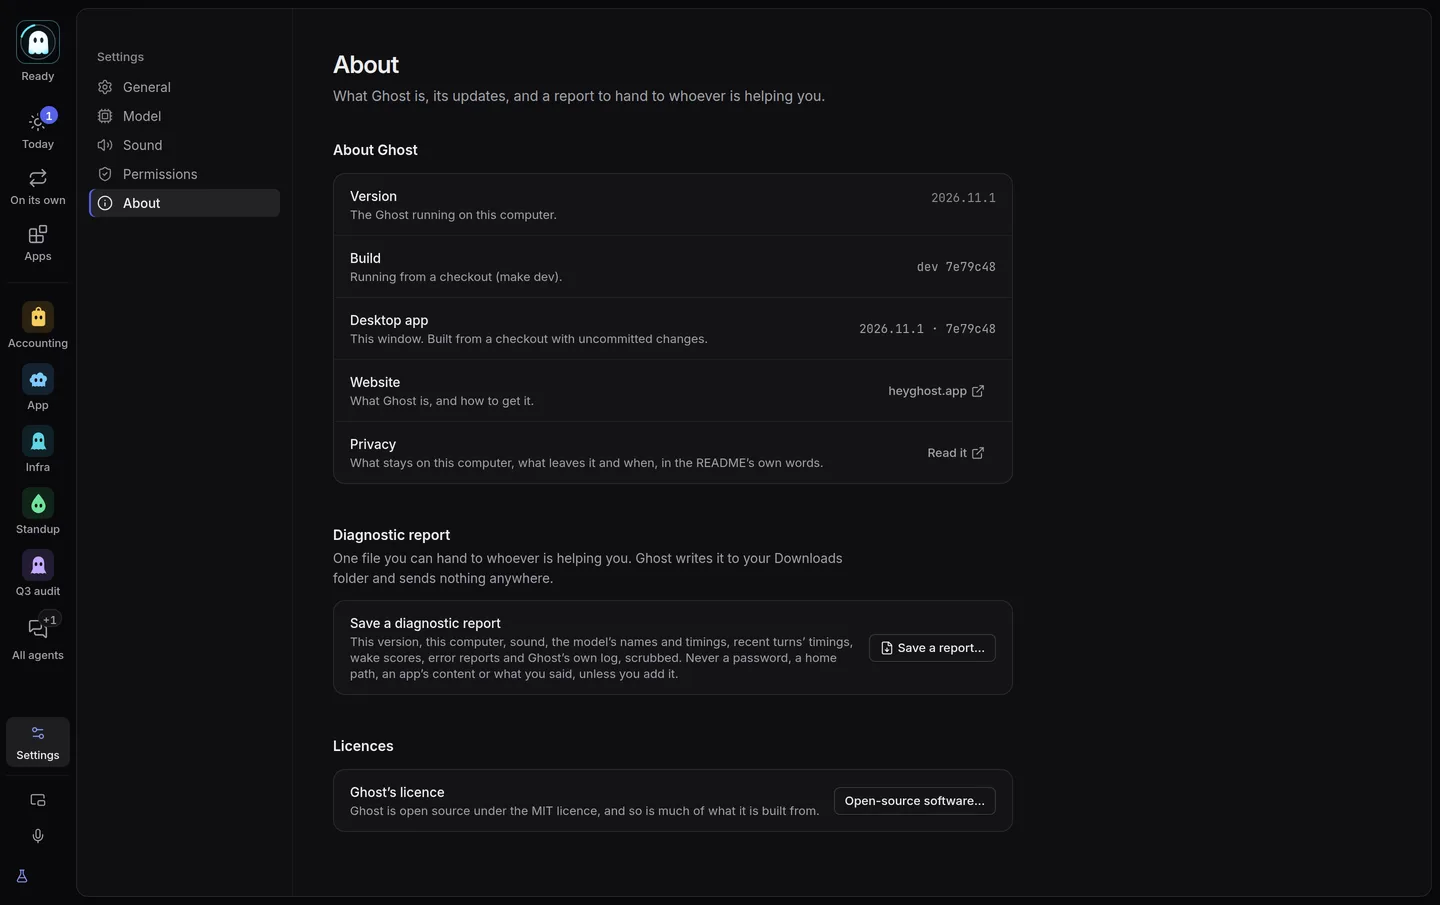 Ready
1
Today
On its own
Apps
Accounting
App
Infra
Standup
Q3 audit
+1
All agents
Settings
Settings
General
Model
Sound
Permissions
About
About
What Ghost is, its updates, and a report to hand to whoever is helping you.
About Ghost
Version
2026.11.1
The Ghost running on this computer.
Build
dev 7e79c48
Running from a checkout (make dev).
Desktop app
2026.11.1 · 7e79c48
This window. Built from a checkout with uncommitted changes.
Website
heyghost.app
What Ghost is, and how to get it.
Privacy
Read it
What stays on this computer, what leaves it and when, in the README’s own words.
Diagnostic report
One file you can hand to whoever is helping you. Ghost writes it to your Downloads
folder and sends nothing anywhere.
Save a diagnostic report
This version, this computer, sound, the model’s names and timings, recent turns’ timings,
wake scores, error reports and Ghost’s own log, scrubbed. Never a password, a home
path, an app’s content or what you said, unless you add it.
Save a report...
Licences
Ghost’s licence
Ghost is open source under the MIT licence, and so is much of what it is built from.
Open-source software...